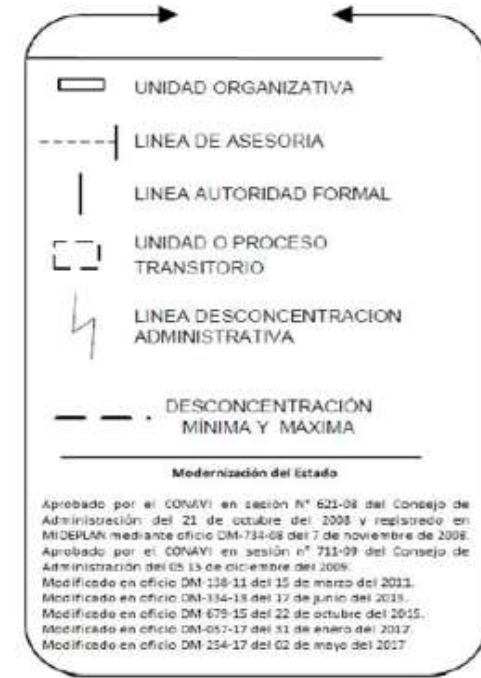 UNIDAD ORGANIZATIVA
LINEA DE ASESORIA
LINEA AUTORIDAD FORMAL
UNIDAD O PROCESO
TRANSITORIO
LINEA DESCONCENTRACION
ADMINISTRATIVA
DESCONCENTRACIÓN
MÍNIMA Y MAXIMA
Modernización del Estado
Aprobado por el CONAVI en sesión N° 621-08 del Consejo de
Administración del 21 de octubre del 2008 y registrado en
MIDEPLAN mediante oficio DM-734-08 del 7 de noviembre de 2008.
Aprobado por el CONAVI en sesión n° 711-09 del Consejo de
Administración del 15 de diciembre del 2009.
Modificado en oficio DM-138-11 del 15 de marzo del 2011.
Modificado en oficio DM-334-13 del 17 de junio del 2013.
Modificado en oficio DM-679-15 del 22 de octubre del 2015.
Modificado en oficio DM-057-17 del 31 de enero del 2017.
Modificado en oficio DM-254-17 del 02 de mayo del 2017